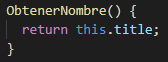 ObtenerNombre() {
  return this.title;
}